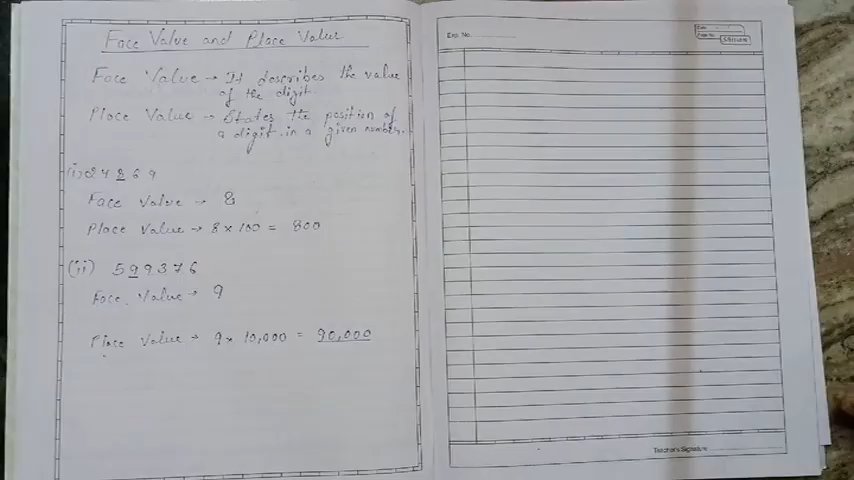 Face Value and Place Value
Face Value → It describes the value
of the digit.
Place Value → States the position of
a digit in a given number.
(i) 27869
Face Value → 8
Place Value → 8 × 100 = 800
(ii) 599376
Face Value → 9
Place Value → 9 × 10,000 = 90,000
Exp. No.
Teacher's Signature